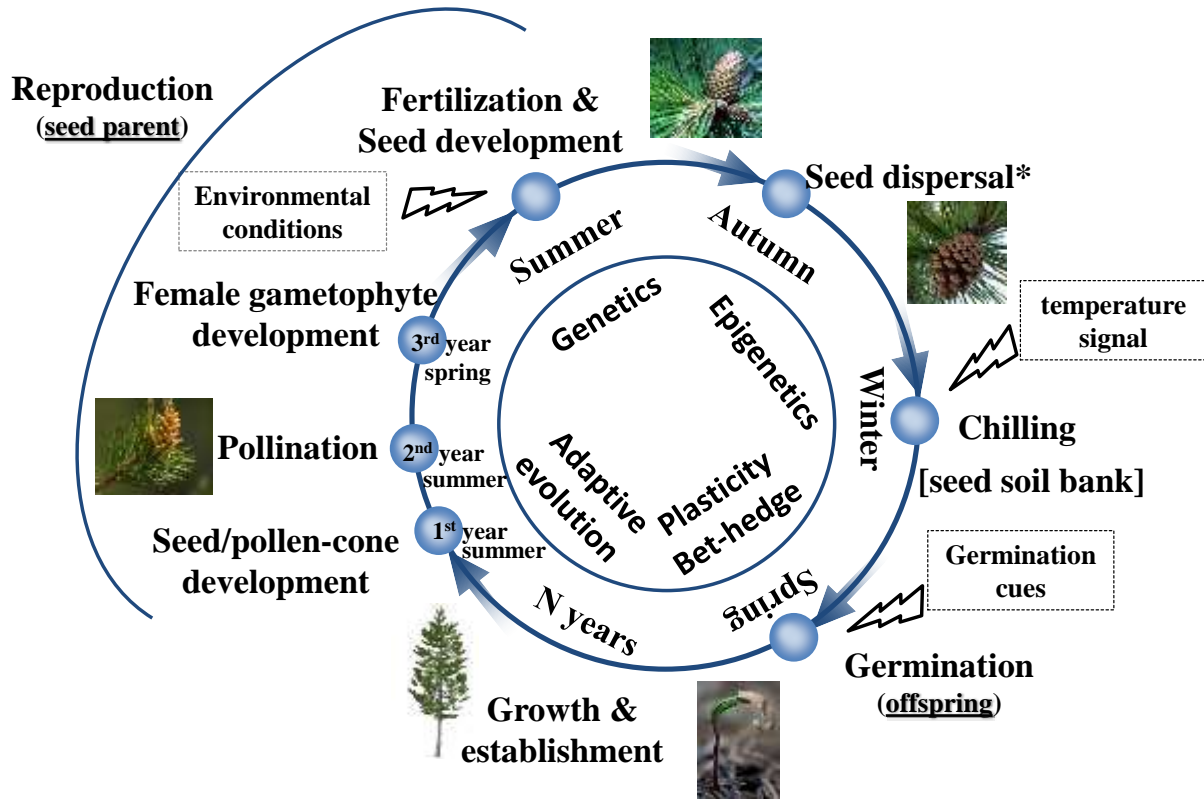 Reproduction
(seed parent)
Fertilization &
Seed development
Environmental
conditions
Seed dispersal*
Summer
Autumn
Female gametophyte
development
3rd year
spring
Genetics
Epigenetics
temperature
signal
Winter
Pollination
2nd year
summer
Chilling
[seed soil bank]
Adaptive
evolution
Plasticity
Bet-hedge
Seed/pollen-cone
development
1st year
summer
Germination
cues
Spring
N years
Germination
(offspring)
Growth &
establishment